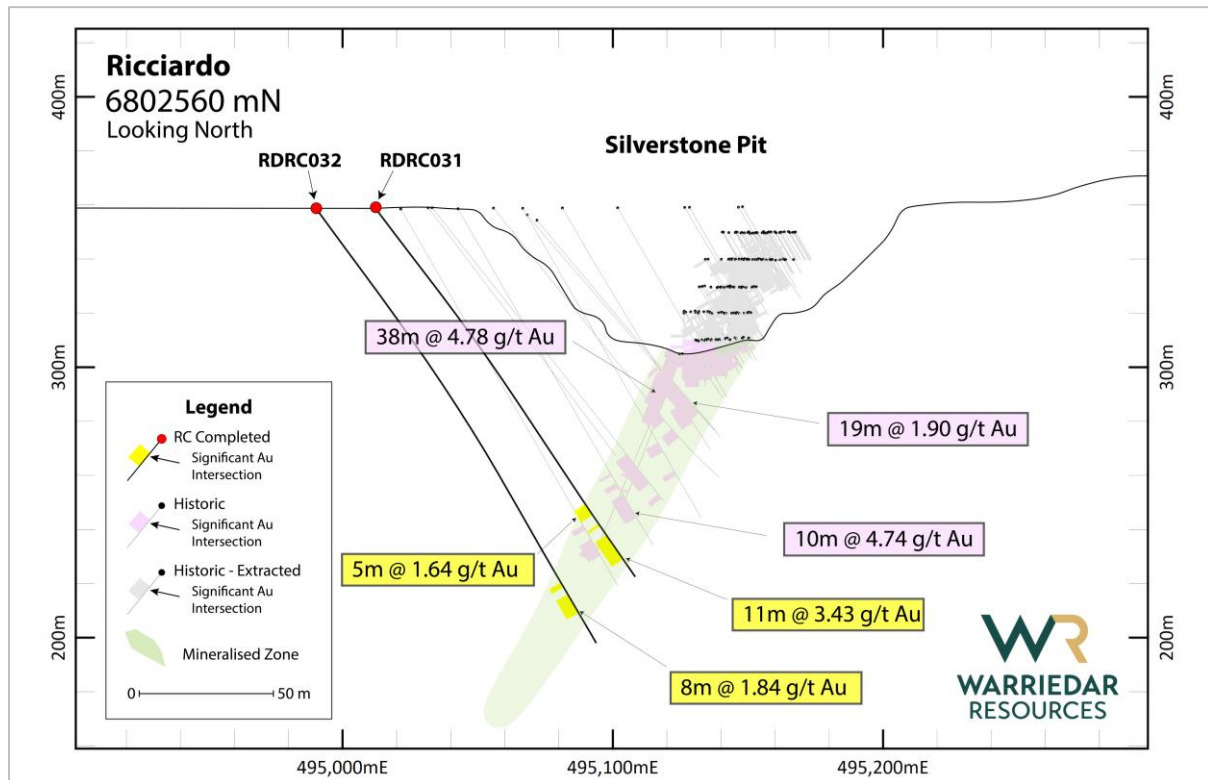 Ricciardo
6802560 mN
Looking North
Silverstone Pit
RDRC032
RDRC031
400m
400m
300m
300m
200m
200m
38m @ 4.78 g/t Au
19m @ 1.90 g/t Au
10m @ 4.74 g/t Au
5m @ 1.64 g/t Au
11m @ 3.43 g/t Au
8m @ 1.84 g/t Au
Legend
RC Completed
Significant Au
Intersection
Historic
Significant Au
Intersection
Historic - Extracted
Significant Au
Intersection
Mineralised Zone
0
50 m
WR
WARRIEDAR
RESOURCES
495,000mE
495,100mE
495,200mE